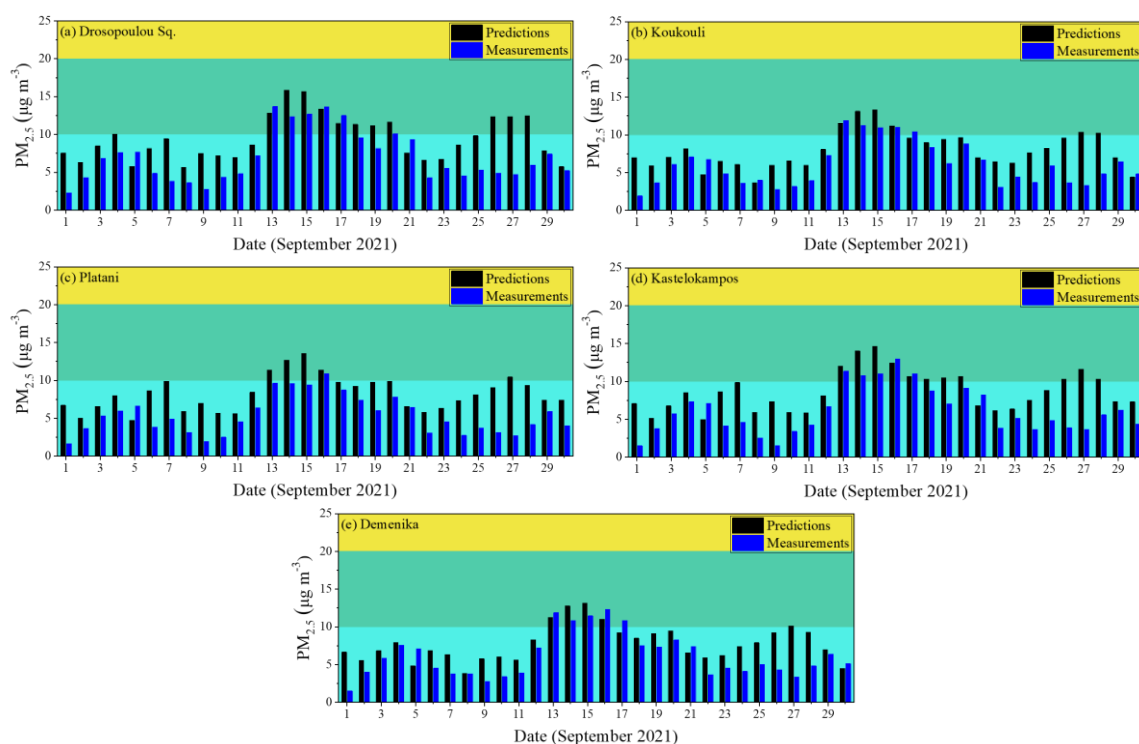 (a) Drosopoulou Sq.
Predictions
Measurements
PM2.5 (μg m-3)
25
20
15
10
5
0
1 3 5 7 9 11 13 15 17 19 21 23 25 27 29
Date (September 2021)
(b) Koukouli
Predictions
Measurements
PM2.5 (μg m-3)
25
20
15
10
5
0
1 3 5 7 9 11 13 15 17 19 21 23 25 27 29
Date (September 2021)
(c) Platani
Predictions
Measurements
PM2.5 (μg m-3)
25
20
15
10
5
0
1 3 5 7 9 11 13 15 17 19 21 23 25 27 29
Date (September 2021)
(d) Kastelokampos
Predictions
Measurements
PM2.5 (μg m-3)
25
20
15
10
5
0
1 3 5 7 9 11 13 15 17 19 21 23 25 27 29
Date (September 2021)
(e) Demenika
Predictions
Measurements
PM2.5 (μg m-3)
25
20
15
10
5
0
1 3 5 7 9 11 13 15 17 19 21 23 25 27 29
Date (September 2021)